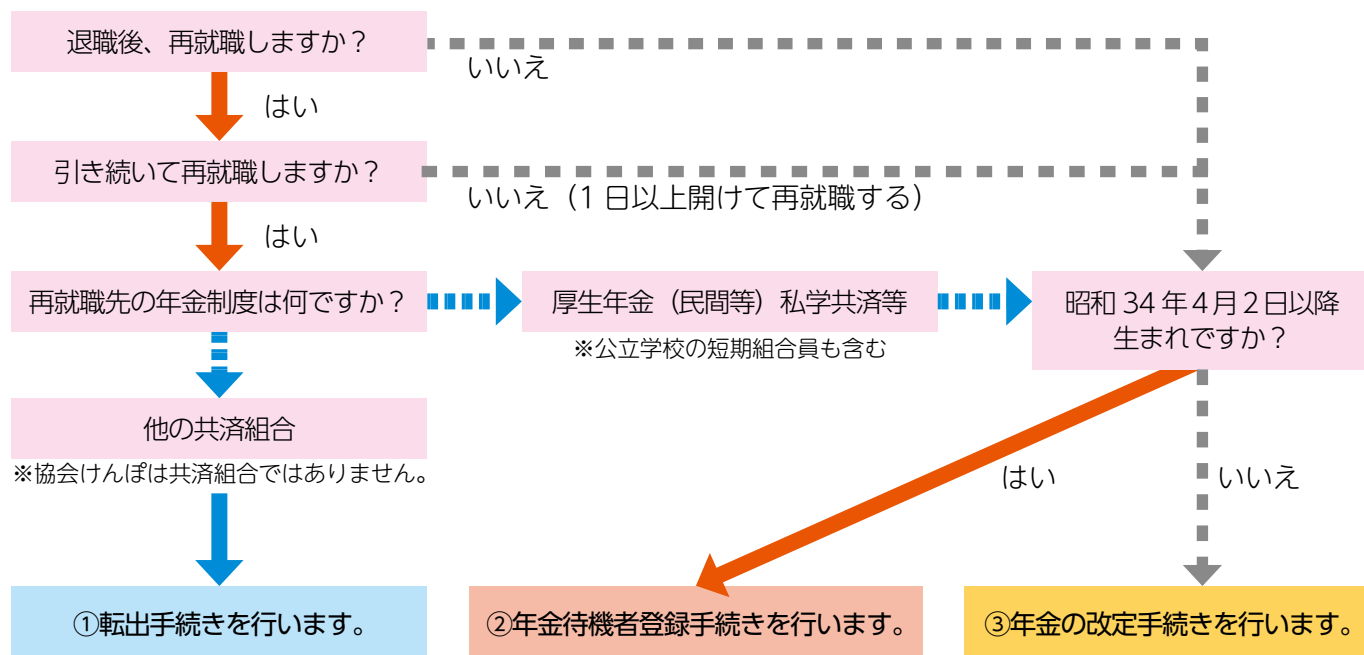 退職後、再就職しますか？
いいえ
はい
引き続いて再就職しますか？
いいえ（1 日以上開けて再就職する）
はい
再就職先の年金制度は何ですか？
厚生年金（民間等）私学共済等
※公立学校の短期組合員も含む
昭和 34 年４月２日以降
生まれですか？
他の共済組合
※協会けんぽは共済組合ではありません。
はい
いいえ
①転出手続きを行います。
②年金待機者登録手続きを行います。
③年金の改定手続きを行います。